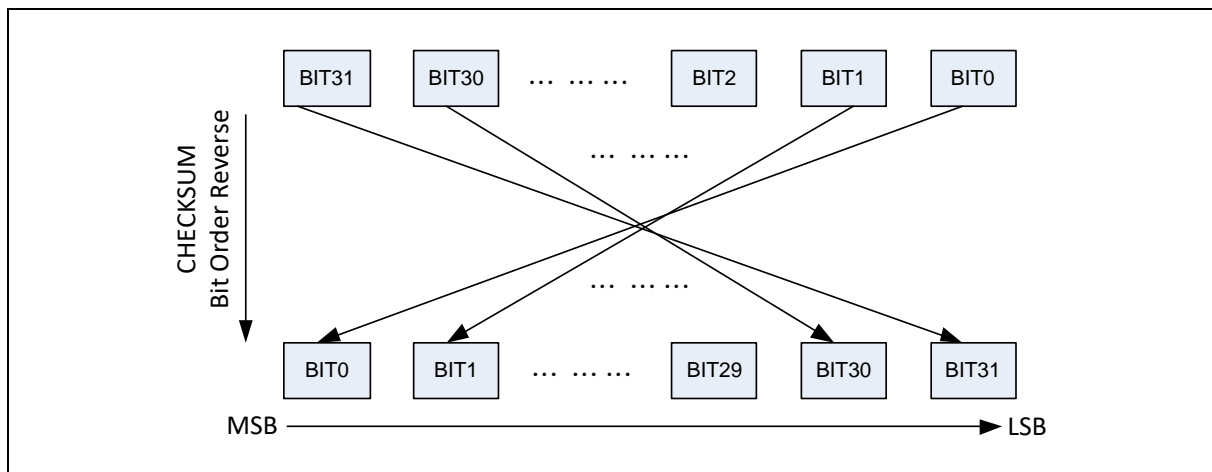 BIT31 BIT30 ... ... ... BIT2 BIT1 BIT0
... ... ...
CHECKSUM
Bit Order Reverse
... ... ...
BIT0 BIT1 ... ... ... BIT29 BIT30 BIT31
MSB LSB